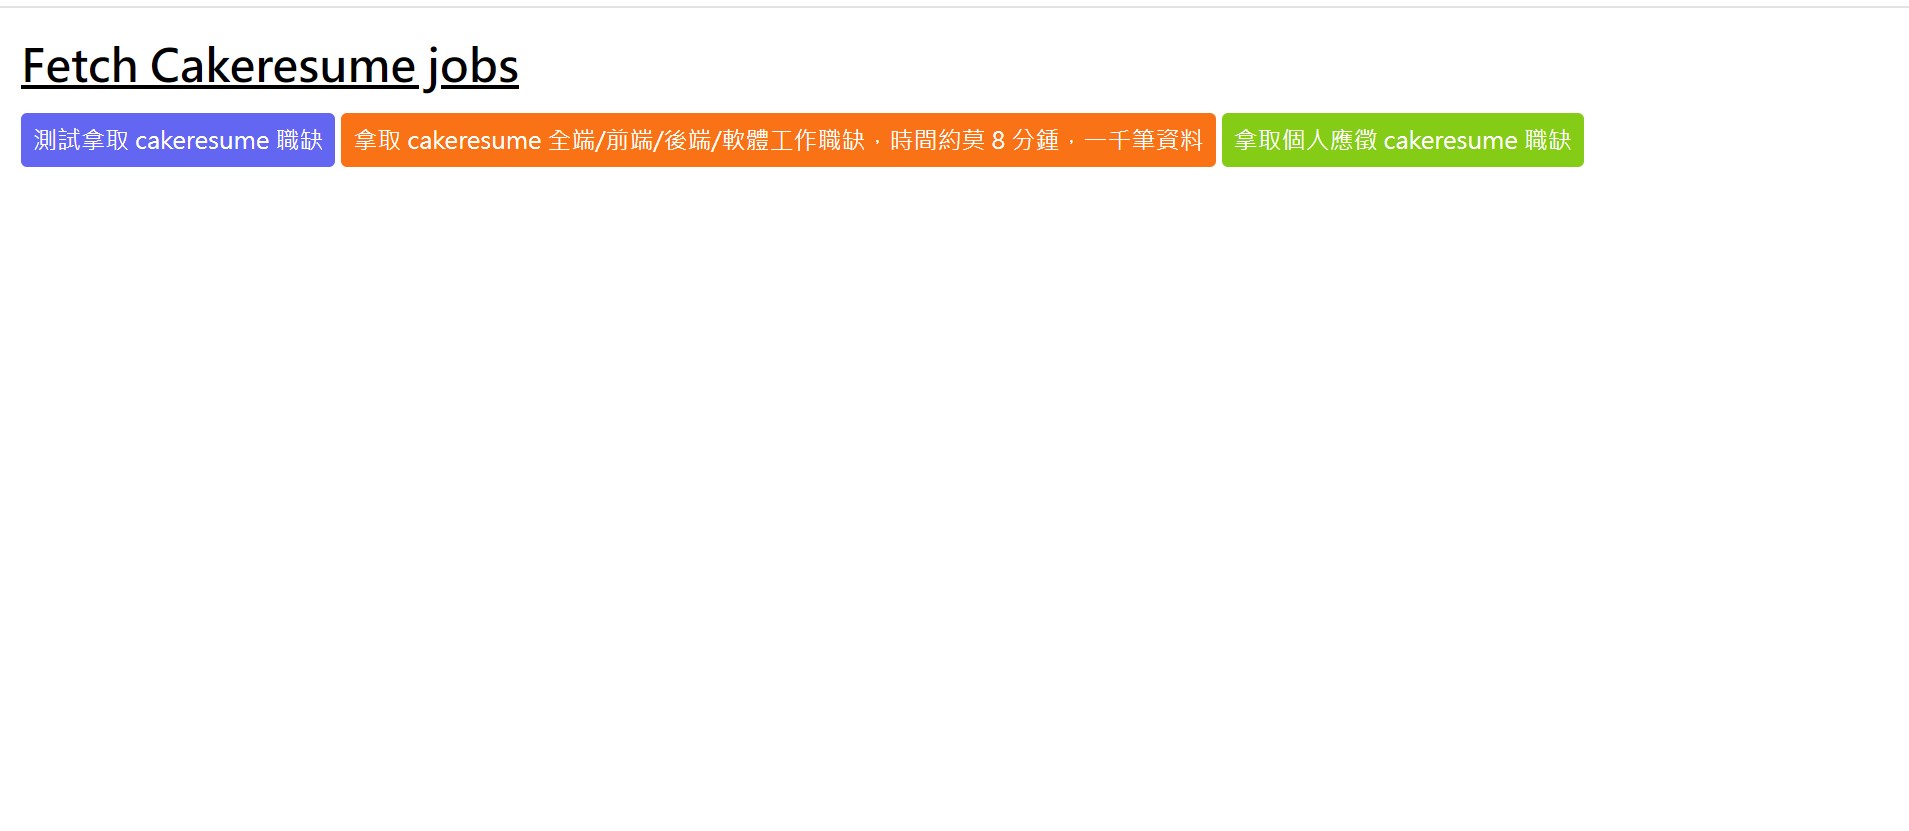 Fetch Cakeresume jobs
測試拿取 cakeresume 職缺
拿取 cakeresume 全端/前端/後端/軟體工作職缺，時間約莫 8 分鍾，一千筆資料
拿取個人應徵 cakeresume 職缺